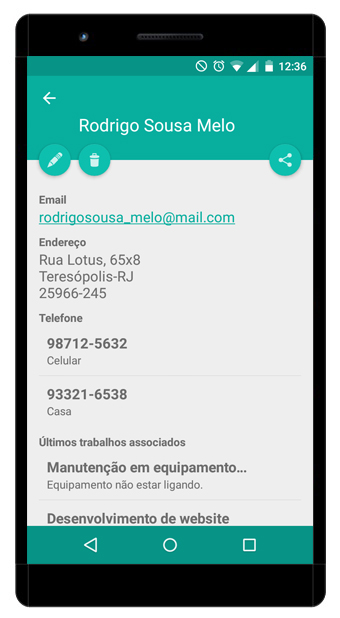 12:36
Rodrigo Sousa Melo
Email
rodrigosousa_melo@mail.com
Endereço
Rua Lotus, 65x8
Teresópolis-RJ
25966-245
Telefone
98712-5632
Celular
93321-6538
Casa
Últimos trabalhos associados
Manutenção em equipamento...
Equipamento não estar ligando.
Desenvolvimento de website